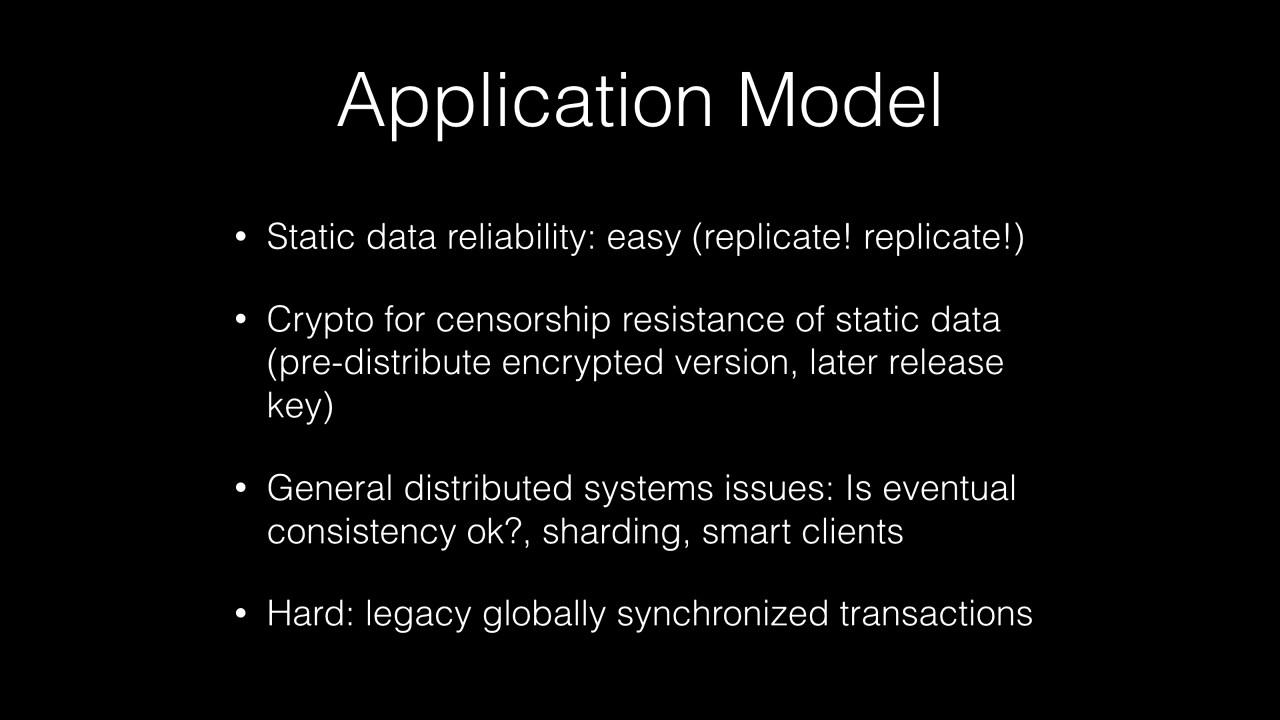 Application Model
• Static data reliability: easy (replicate! replicate!)
• Crypto for censorship resistance of static data
(pre-distribute encrypted version, later release
key)
• General distributed systems issues: Is eventual
consistency ok?, sharding, smart clients
• Hard: legacy globally synchronized transactions